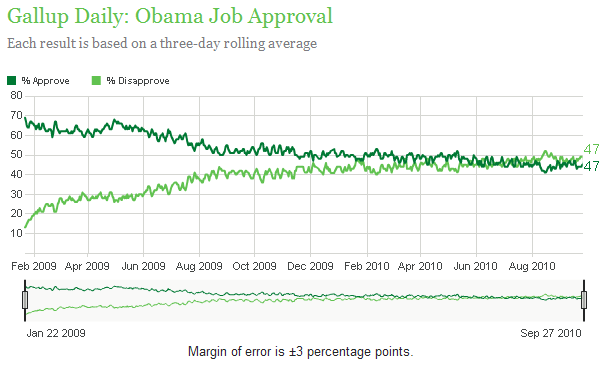 Gallup Daily: Obama Job Approval
Each result is based on a three-day rolling average
% Approve % Disapprove
80
70
60
50
40
30
20
10
47
47
Feb 2009 Apr 2009 Jun 2009 Aug 2009 Oct 2009 Dec 2009 Feb 2010 Apr 2010 Jun 2010 Aug 2010
Jan 22 2009 Sep 27 2010
Margin of error is ±3 percentage points.